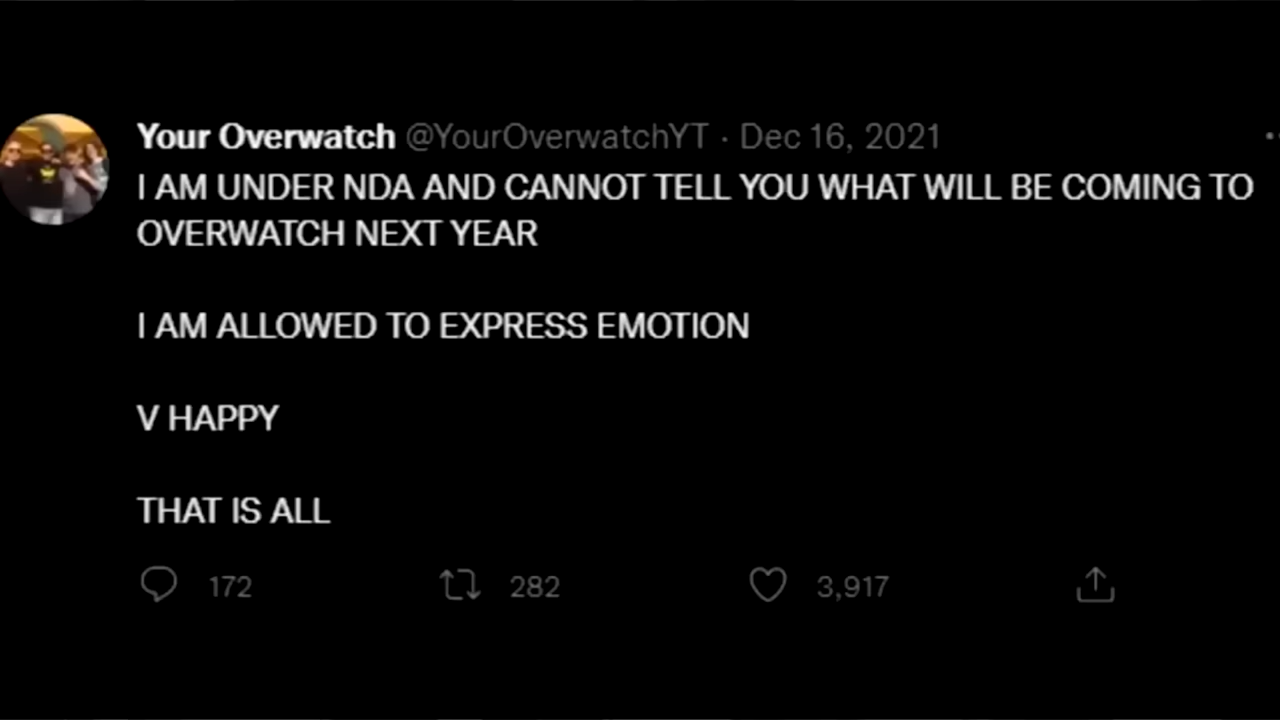 Your Overwatch @YourOverwatchYT · Dec 16, 2021
I AM UNDER NDA AND CANNOT TELL YOU WHAT WILL BE COMING TO
OVERWATCH NEXT YEAR
I AM ALLOWED TO EXPRESS EMOTION
V HAPPY
THAT IS ALL
172 282 3,917